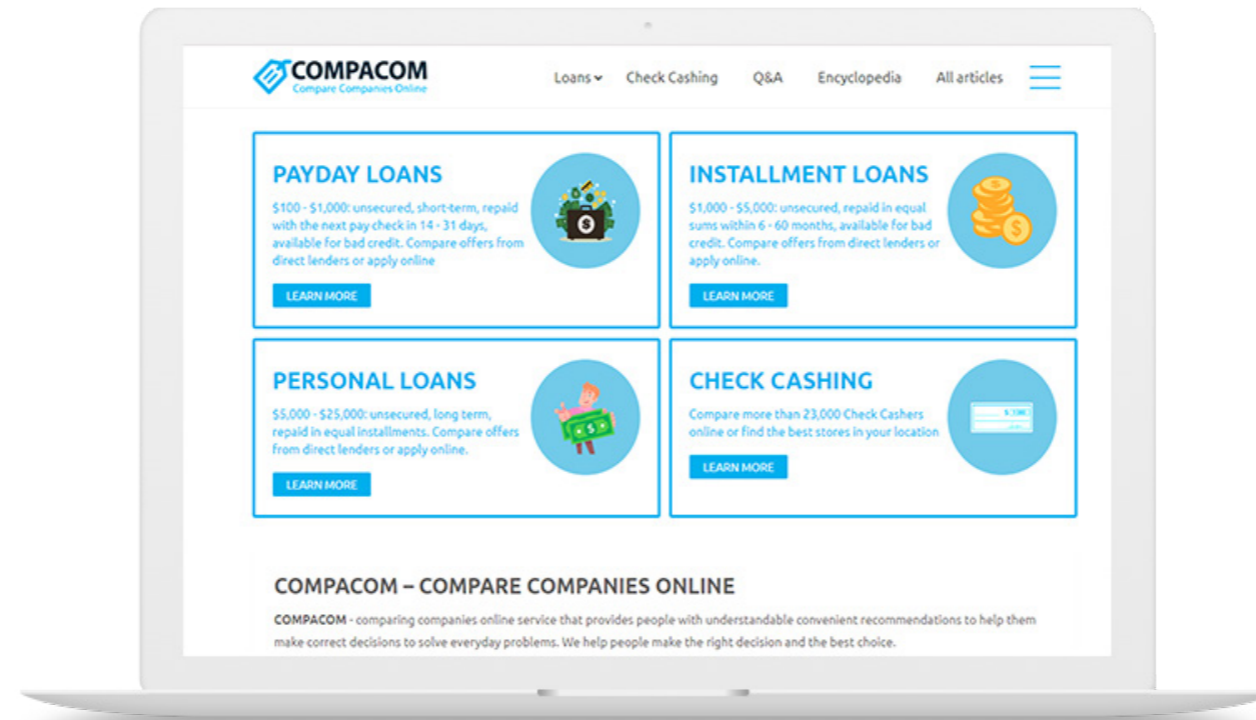 COMPACOM
Compare Companies Online
Loans
Check Cashing
Q&A
Encyclopedia
All articles
PAYDAY LOANS
$100 - $1,000: unsecured, short-term, repaid
with the next pay check in 14 - 31 days,
available for bad credit. Compare offers from
direct lenders or apply online
LEARN MORE
INSTALLMENT LOANS
$1,000 - $5,000: unsecured, repaid in equal
sums within 6 - 60 months, available for bad
credit. Compare offers from direct lenders or
apply online.
LEARN MORE
PERSONAL LOANS
$5,000 - $25,000: unsecured, long term,
repaid in equal installments. Compare offers
from direct lenders or apply online.
LEARN MORE
CHECK CASHING
Compare more than 23,000 Check Cashers
online or find the best stores in your location
LEARN MORE
COMPACOM – COMPARE COMPANIES ONLINE
COMPACOM - comparing companies online service that provides people with understandable convenient recommendations to help them
make correct decisions to solve everyday problems. We help people make the right decision and the best choice.